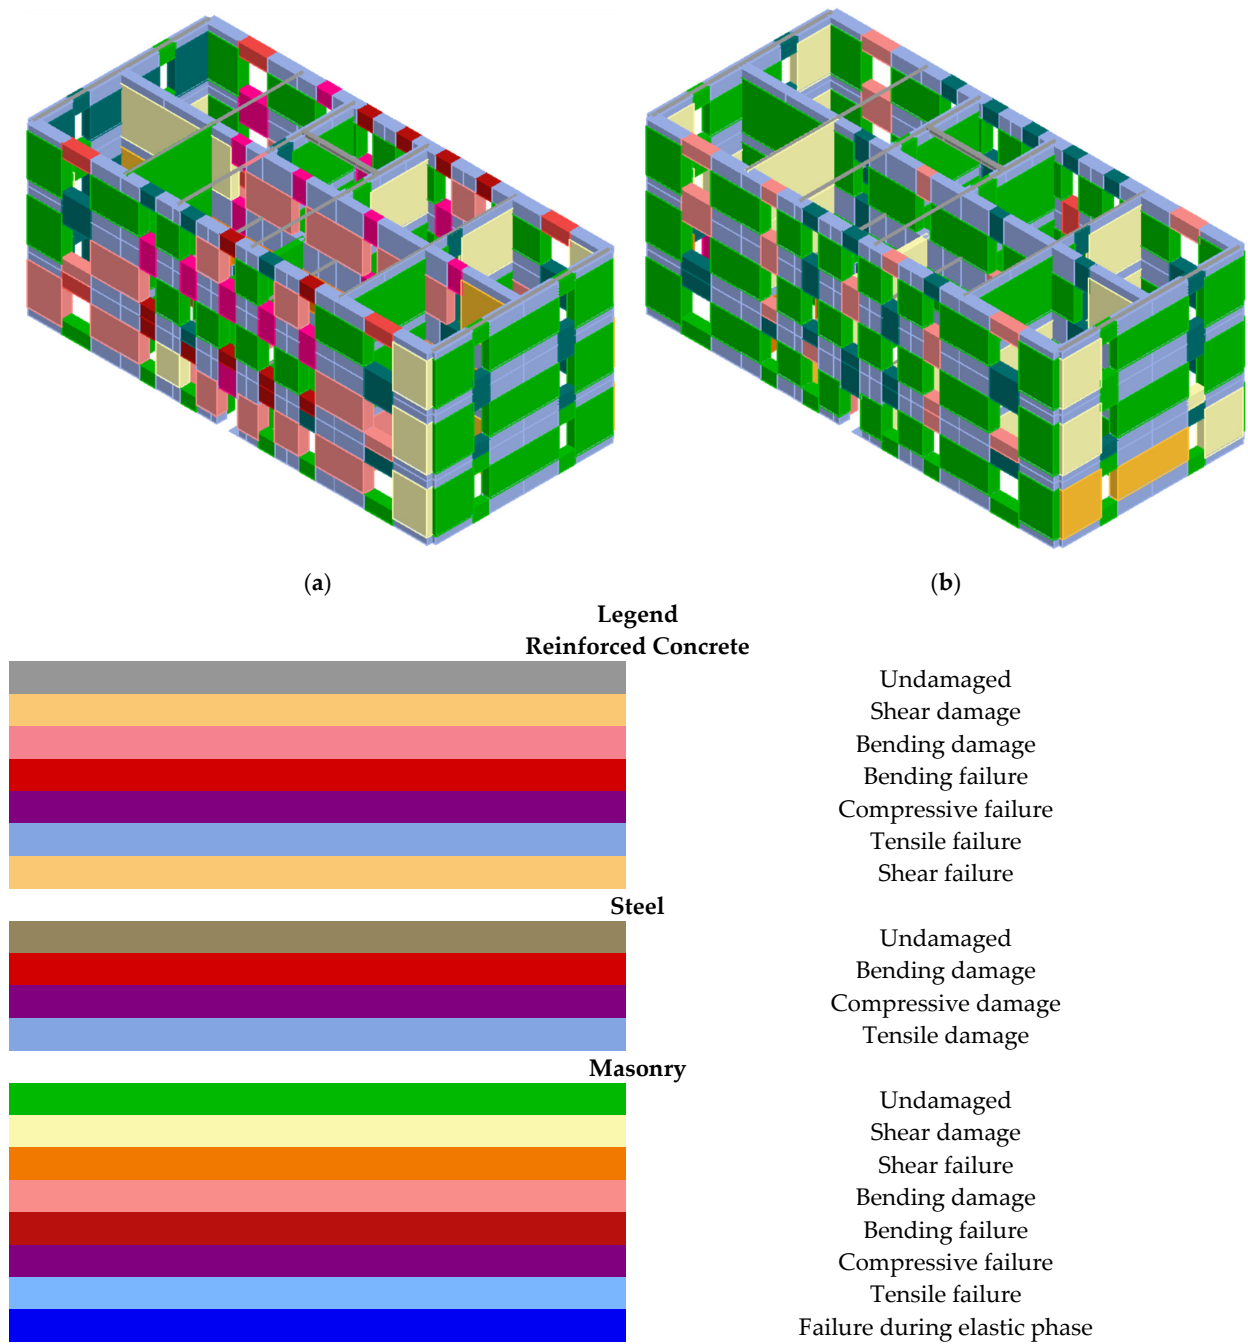 (a)
(b)
Legend
Reinforced Concrete
Undamaged
Shear damage
Bending damage
Bending failure
Compressive failure
Tensile failure
Shear failure
Steel
Undamaged
Bending damage
Compressive damage
Tensile damage
Masonry
Undamaged
Shear damage
Shear failure
Bending damage
Bending failure
Compressive failure
Tensile failure
Failure during elastic phase